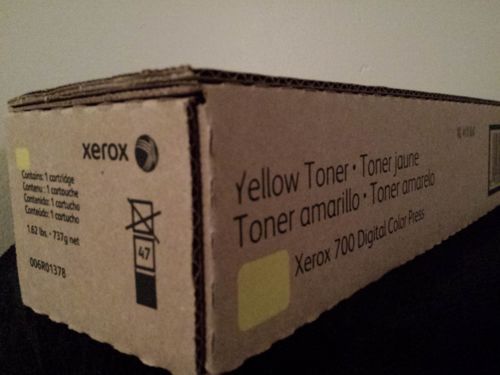 xerox
Contains: 1 cartridge
Contenu: 1 cartouche
Contenido: 1 cartucho
Conteúdo: 1 cartucho
1.62 lbs. - 737g net
006R01378
47
Yellow Toner · Toner jaune
Toner amarillo · Toner amarelo
Xerox 700 Digital Color Press